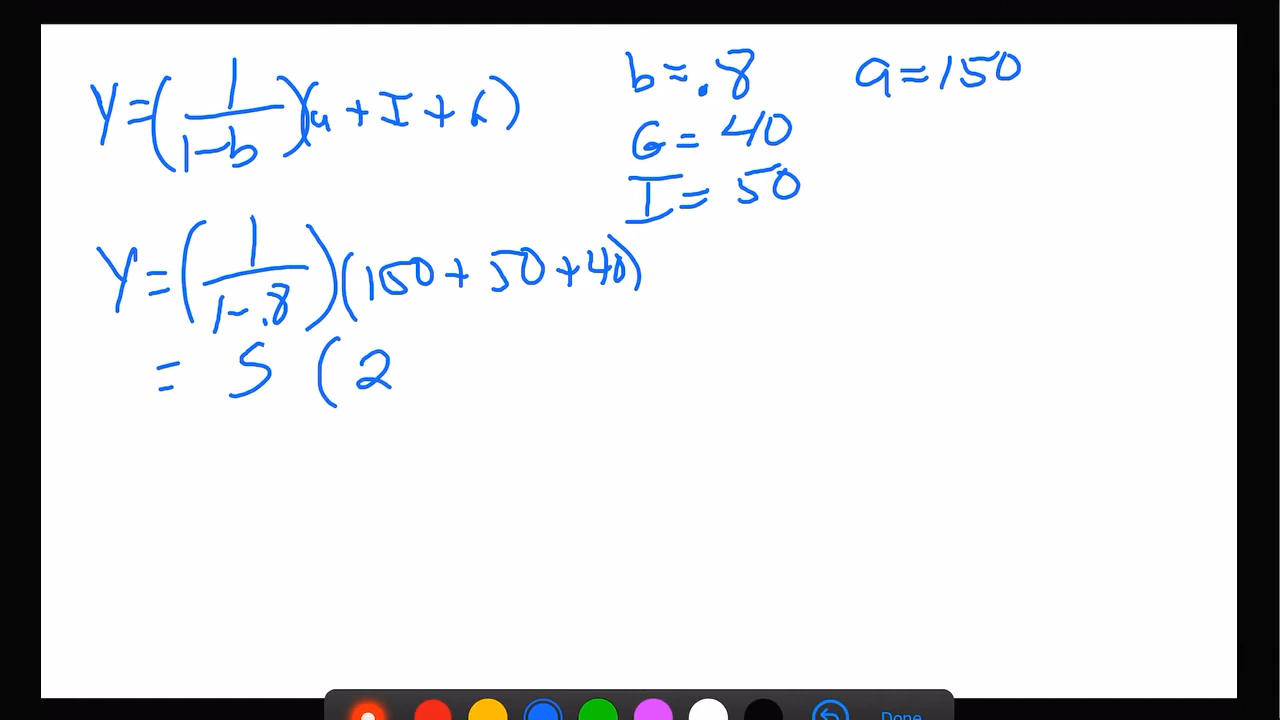 Y=(1/(1-b))(a + I + G)
b=.8 a=150
G= 40
I= 50
Y=(1/(1-.8))(150+50+40)
= 5 (2
Done